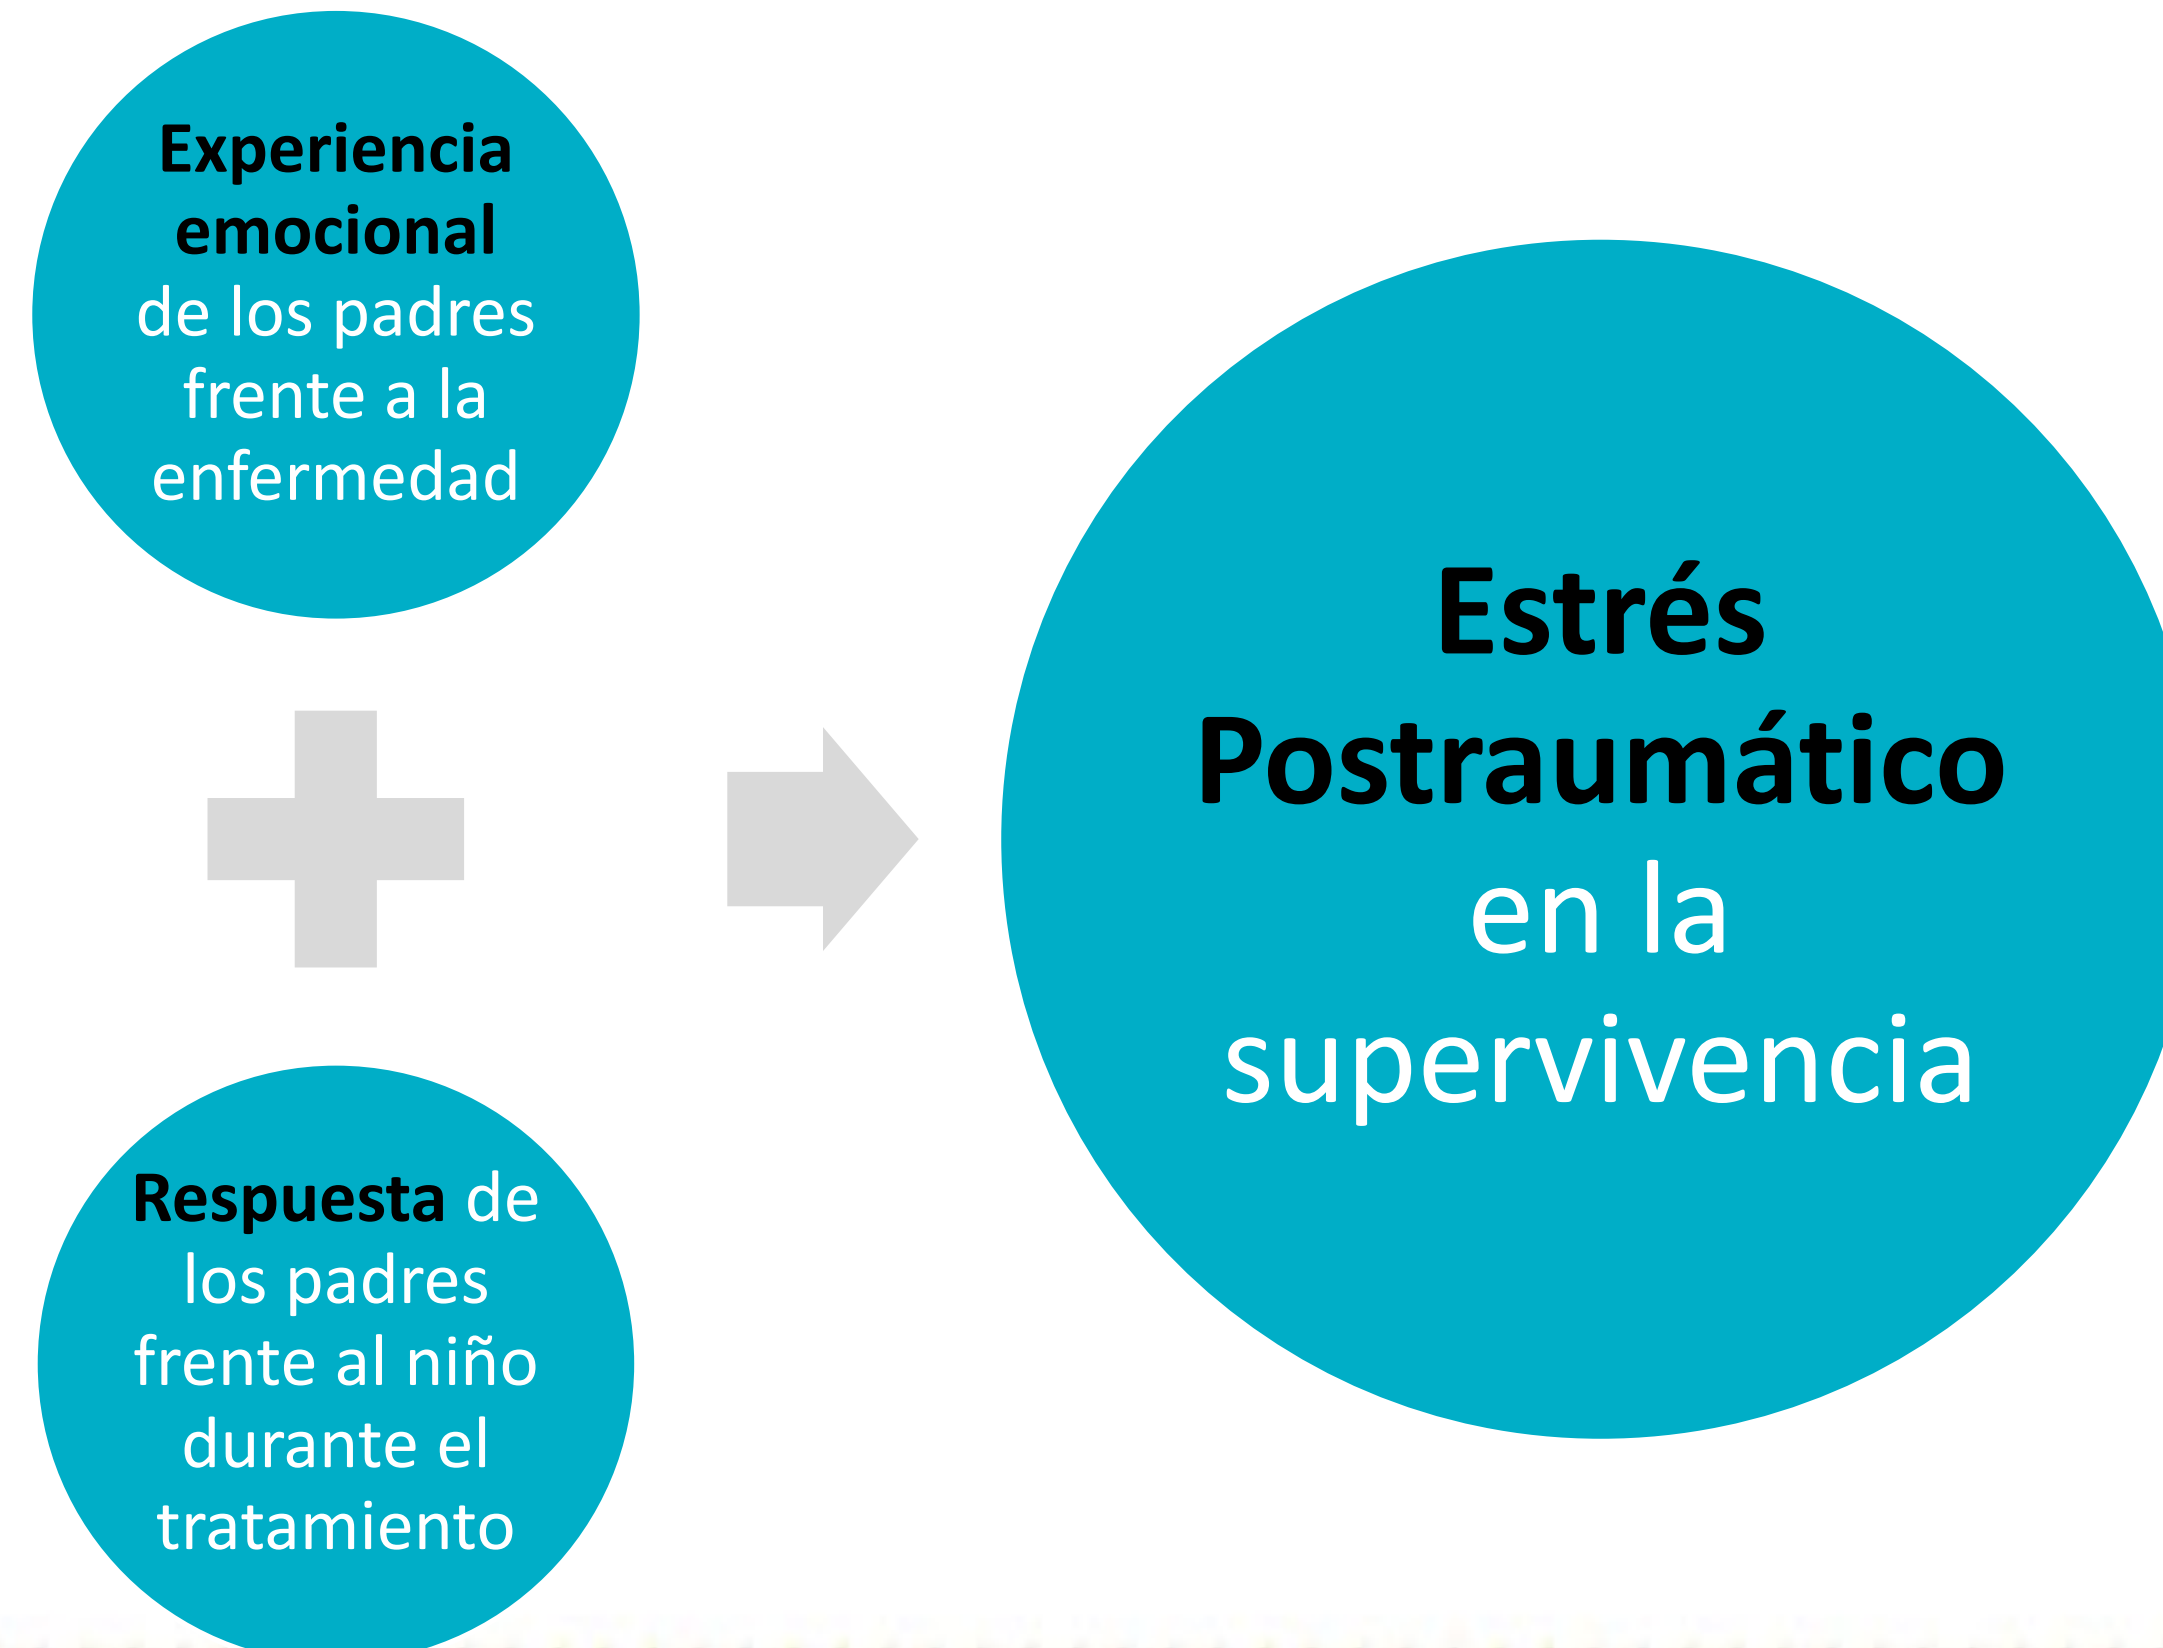 Experiencia
emocional
de los padres
frente a la
enfermedad
Respuesta de
los padres
frente al niño
durante el
tratamiento
Estrés
Postraumático
en la
supervivencia